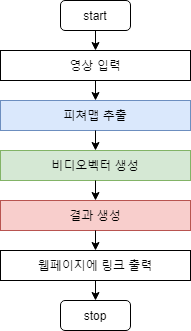 start
영상 입력
피쳐맵 추출
비디오벡터 생성
결과 생성
웹페이지에 링크 출력
stop